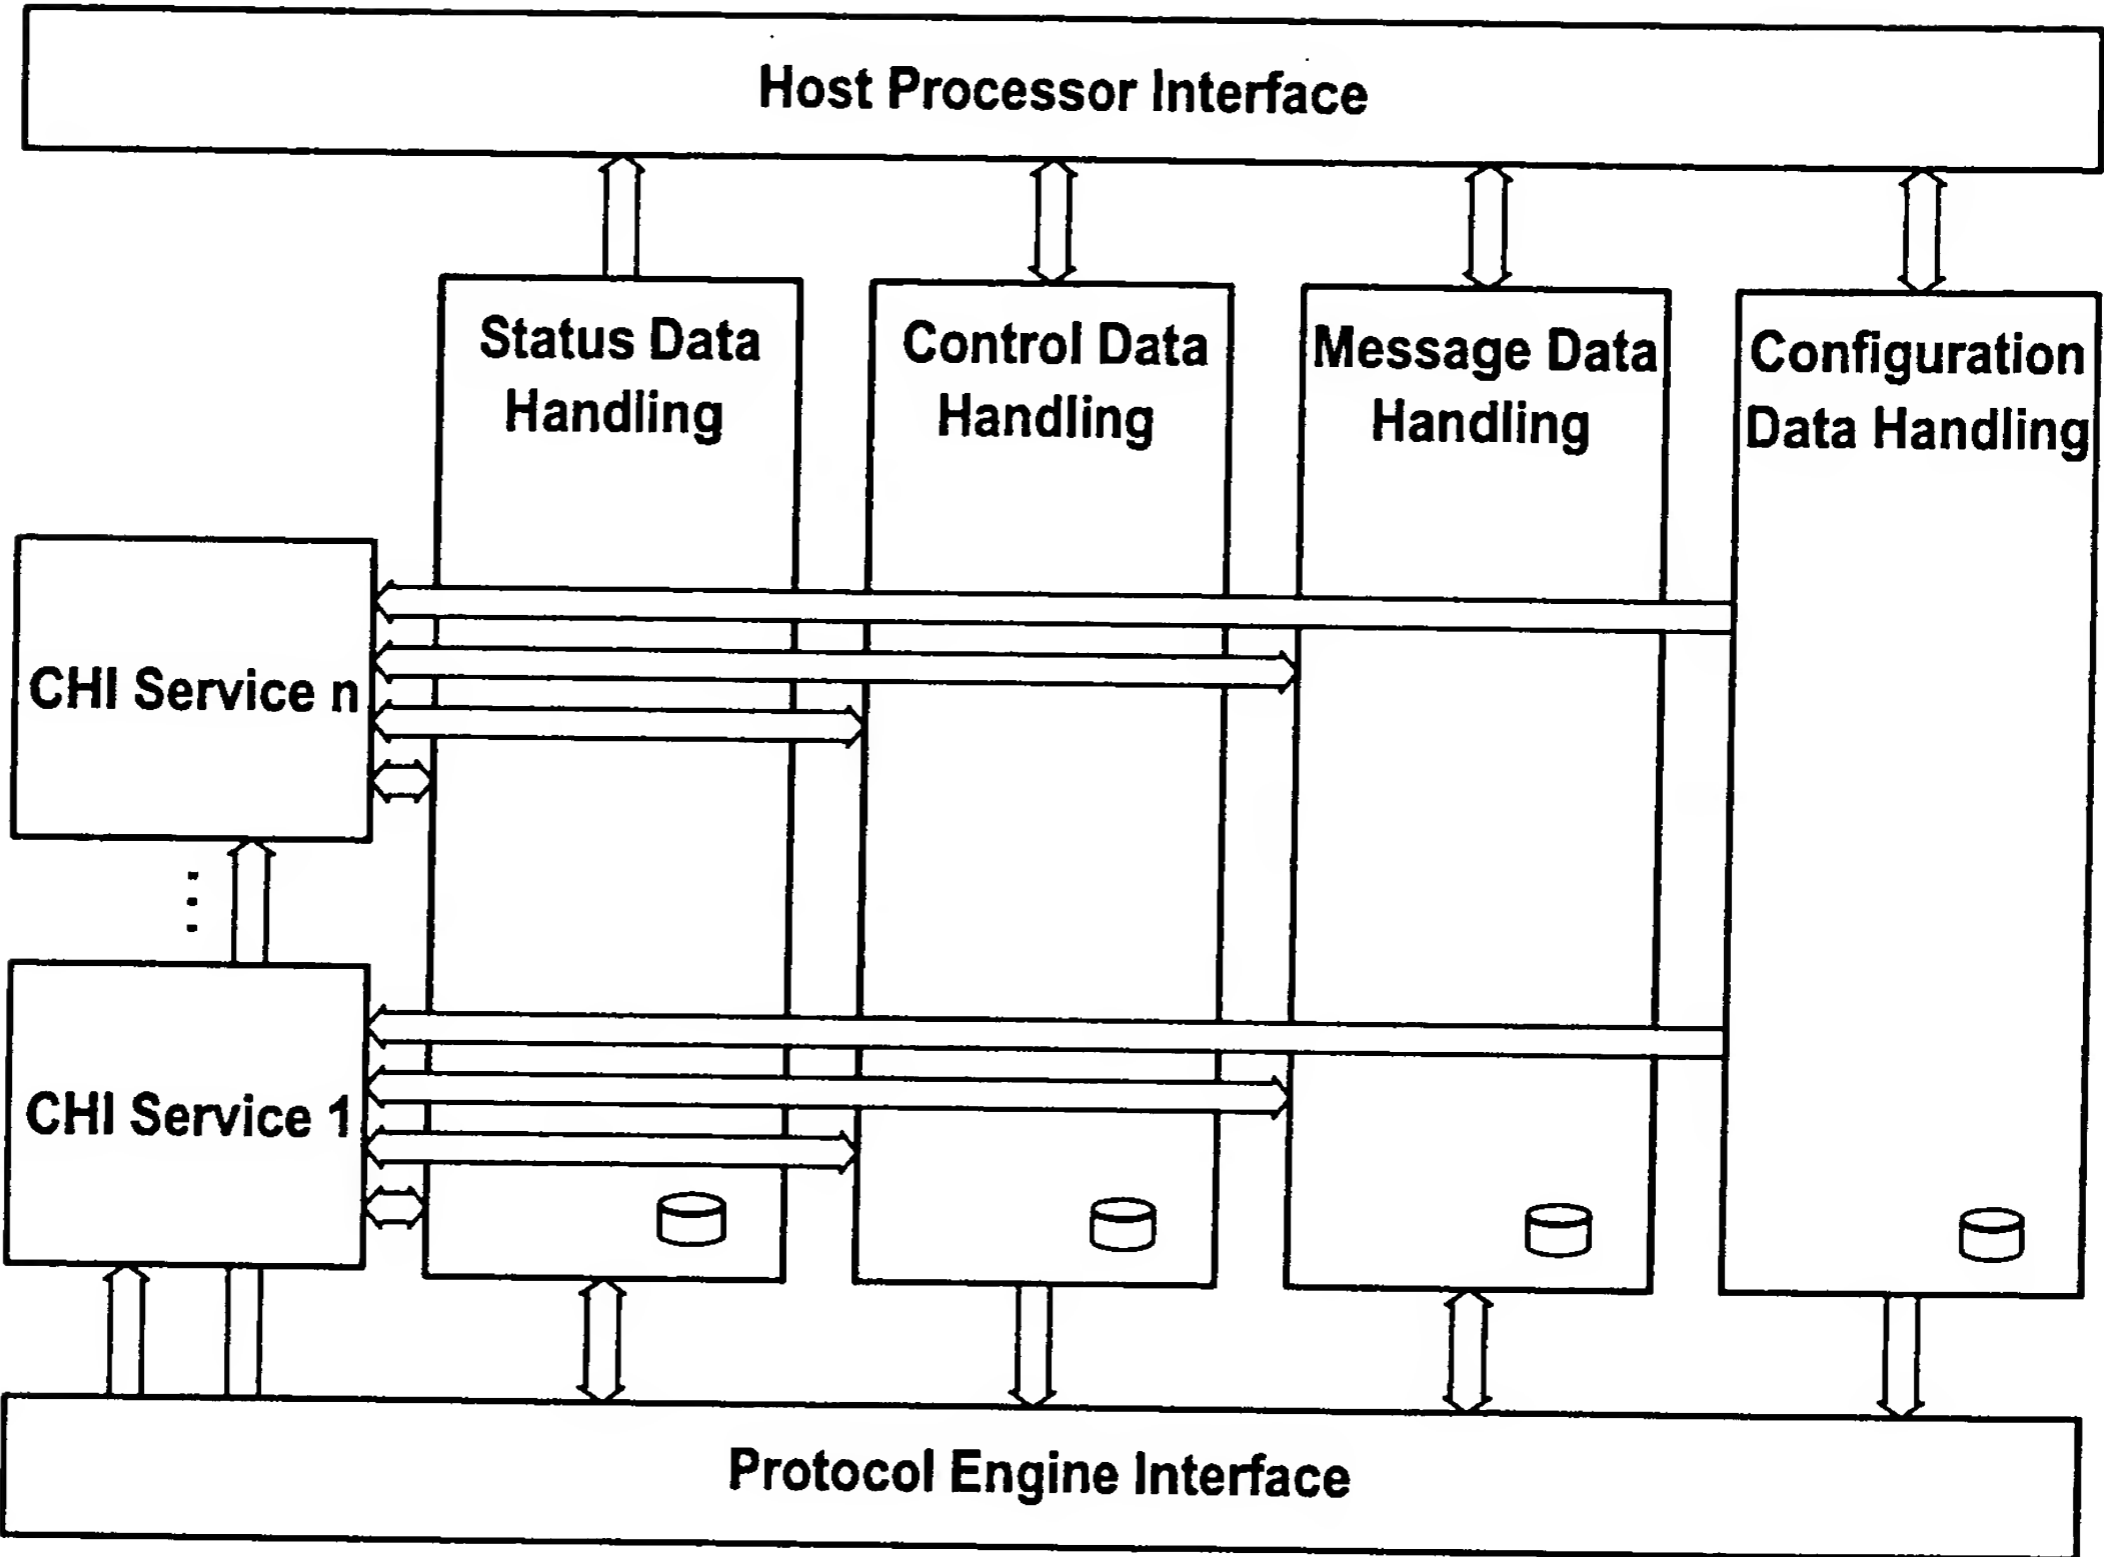 Host Processor Interface
Status Data
Handling
Control Data
Handling
Message Data
Handling
Configuration
Data Handling
CHI Service n
CHI Service 1
Protocol Engine Interface